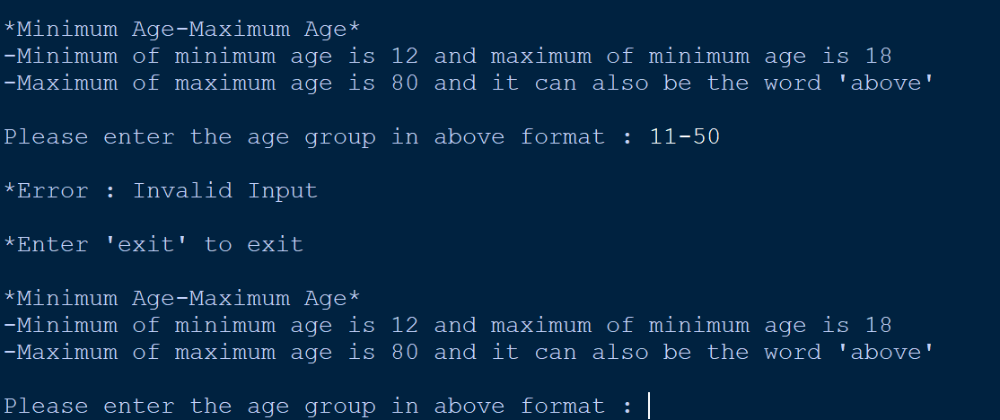 *Minimum Age-Maximum Age*
-Minimum of minimum age is 12 and maximum of minimum age is 18
-Maximum of maximum age is 80 and it can also be the word 'above'
Please enter the age group in above format : 11-50
*Error : Invalid Input
*Enter 'exit' to exit
*Minimum Age-Maximum Age*
-Minimum of minimum age is 12 and maximum of minimum age is 18
-Maximum of maximum age is 80 and it can also be the word 'above'
Please enter the age group in above format :